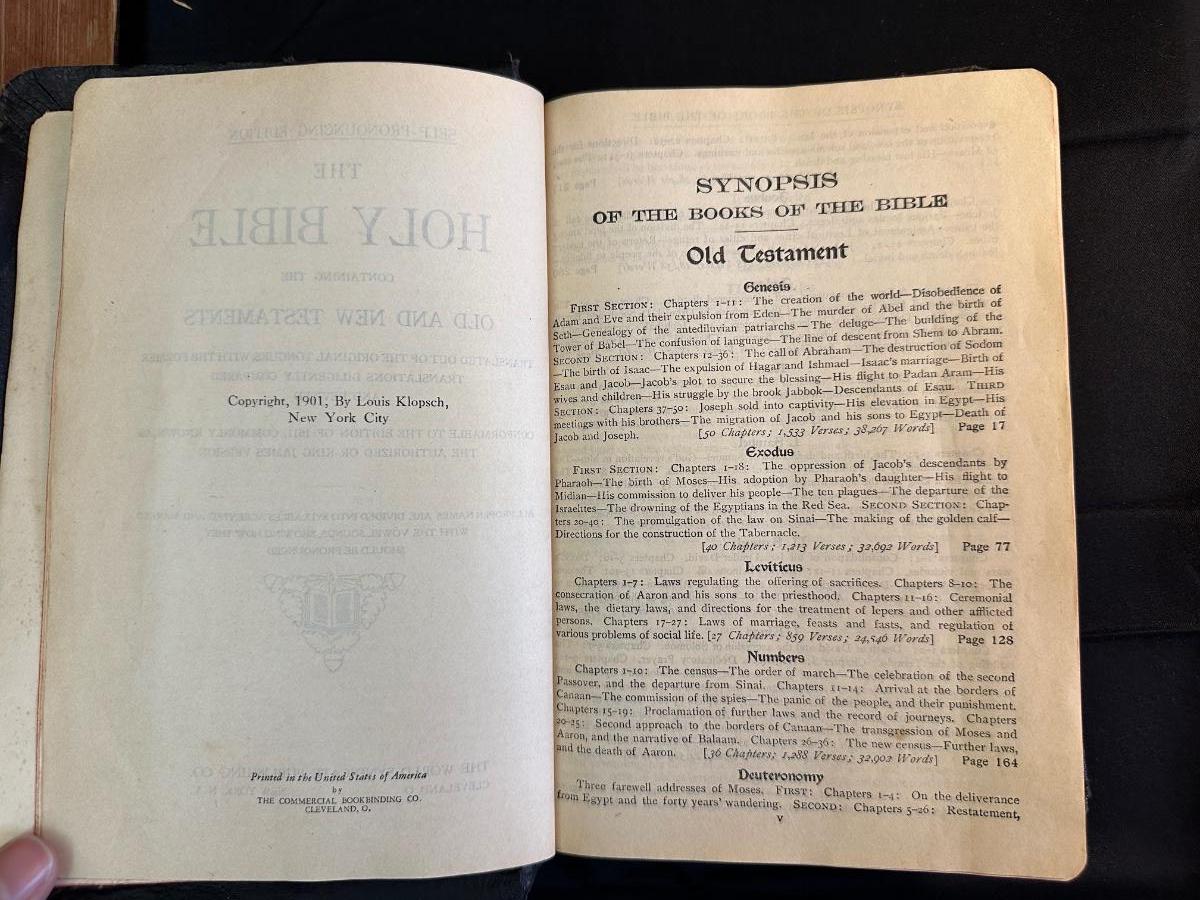 Copyright, 1901, By Louis Klopsch,
New York City
Printed in the United States of America
by
THE COMMERCIAL BOOKBINDING CO.
CLEVELAND, O.
SYNOPSIS
OF THE BOOKS OF THE BIBLE
Old Testament
Genesis
FIRST SECTION: Chapters 1-11: The creation of the world—Disobedience of
Adam and Eve and their expulsion from Eden—The murder of Abel and the birth of
Seth—Genealogy of the antediluvian patriarchs—The deluge—The building of the
Tower of Babel—The confusion of language—The line of descent from Shem to Abram.
SECOND SECTION: Chapters 12-36: The call of Abraham—The destruction of Sodom
—The birth of Isaac—The expulsion of Hagar and Ishmael—Isaac's marriage—Birth of
Esau and Jacob—Jacob's plot to secure the blessing—His flight to Padan Aram—His
wives and children—His struggle by the brook Jabbok—Descendants of Esau. THIRD
SECTION: Chapters 37-50: Joseph sold into captivity—His elevation in Egypt—His
meetings with his brothers—The migration of Jacob and his sons to Egypt—Death of
Jacob and Joseph. [50 Chapters; 1,533 Verses; 38,267 Words] Page 17
Exodus
FIRST SECTION: Chapters 1-18: The oppression of Jacob's descendants by
Pharaoh—The birth of Moses—His adoption by Pharaoh's daughter—His flight to
Midian—His commission to deliver his people—The ten plagues—The departure of the
Israelites—The drowning of the Egyptians in the Red Sea. SECOND SECTION: Chap-
ters 20-40: The promulgation of the law on Sinai—The making of the golden calf—
Directions for the construction of the Tabernacle.
[40 Chapters; 1,213 Verses; 32,692 Words] Page 77
Leviticus
Chapters 1-7: Laws regulating the offering of sacrifices. Chapters 8-10: The
consecration of Aaron and his sons to the priesthood. Chapters 11-16: Ceremonial
laws, the dietary laws, and directions for the treatment of lepers and other afflicted
persons. Chapters 17-27: Laws of marriage, feasts and fasts, and regulation of
various problems of social life. [27 Chapters; 859 Verses; 24,546 Words] Page 128
Numbers
Chapters 1-10: The census—The order of march—The celebration of the second
Passover, and the departure from Sinai. Chapters 11-14: Arrival at the borders of
Canaan—The commission of the spies—The panic of the people, and their punishment.
Chapters 15-19: Proclamation of further laws and the record of journeys. Chapters
20-25: Second approach to the borders of Canaan—The transgression of Moses and
Aaron, and the narrative of Balaam. Chapters 26-36: The new census—Further laws,
and the death of Aaron. [36 Chapters; 1,288 Verses; 32,902 Words] Page 164
Deuteronomy
Three farewell addresses of Moses. FIRST: Chapters 1-4: On the deliverance
from Egypt and the forty years' wandering. SECOND: Chapters 5-26: Restatement,
v